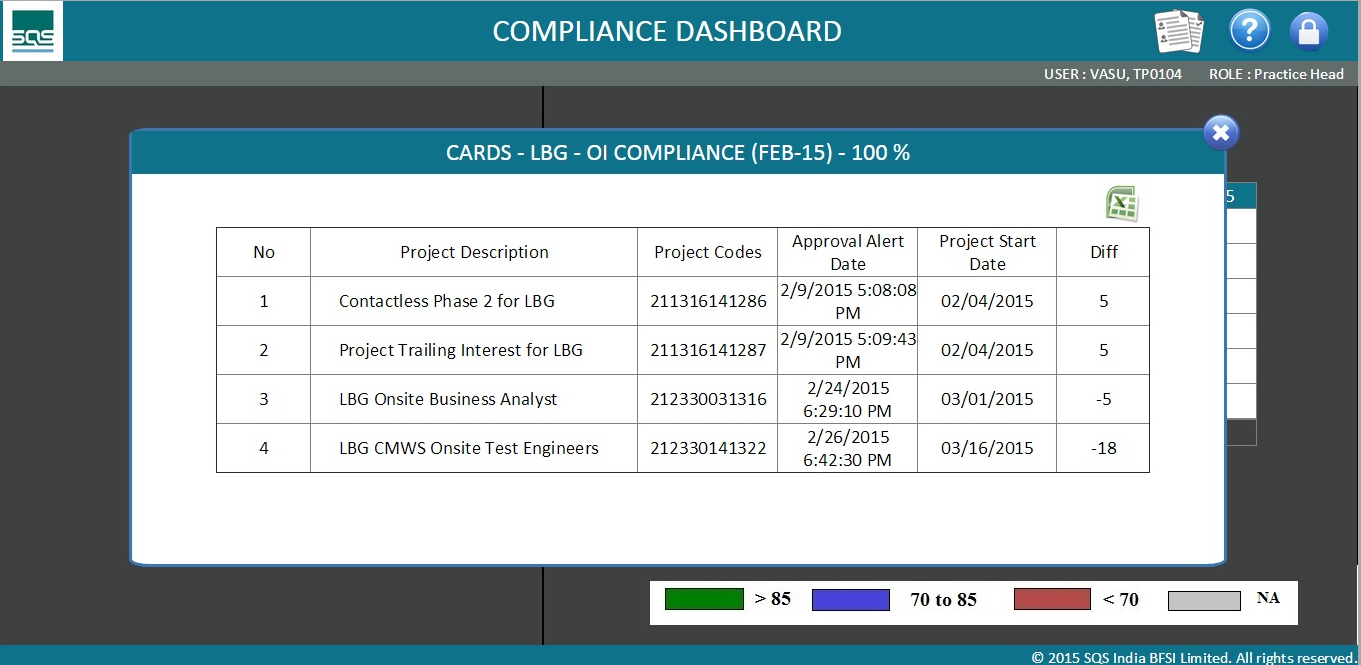 SQS
COMPLIANCE DASHBOARD
?
USER : VASU, TP0104 ROLE : Practice Head
CARDS - LBG - OI COMPLIANCE (FEB-15) - 100 %
5
No Project Description Project Codes Approval Alert Date Project Start Date Diff
1 Contactless Phase 2 for LBG 211316141286 2/9/2015 5:08:08 PM 02/04/2015 5
2 Project Trailing Interest for LBG 211316141287 2/9/2015 5:09:43 PM 02/04/2015 5
3 LBG Onsite Business Analyst 212330031316 2/24/2015 6:29:10 PM 03/01/2015 -5
4 LBG CMWS Onsite Test Engineers 212330141322 2/26/2015 6:42:30 PM 03/16/2015 -18
> 85 70 to 85 < 70 NA
© 2015 SQS India BFSI Limited. All rights reserved.